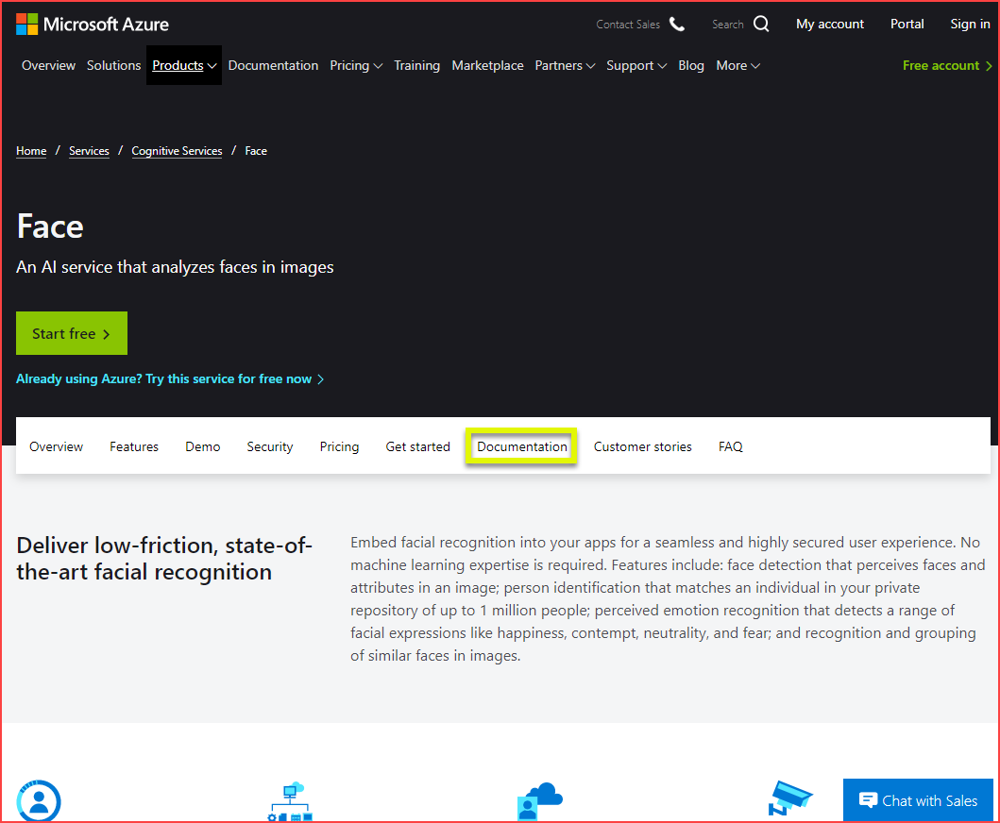 Microsoft Azure
Contact Sales Search My account Portal Sign in
Overview Solutions Products Documentation Pricing Training Marketplace Partners Support Blog More Free account
Home / Services / Cognitive Services / Face
Face
An AI service that analyzes faces in images
Start free
Already using Azure? Try this service for free now
Overview Features Demo Security Pricing Get started Documentation Customer stories FAQ
Deliver low-friction, state-of-
the-art facial recognition
Embed facial recognition into your apps for a seamless and highly secured user experience. No
machine learning expertise is required. Features include: face detection that perceives faces and
attributes in an image; person identification that matches an individual in your private
repository of up to 1 million people; perceived emotion recognition that detects a range of
facial expressions like happiness, contempt, neutrality, and fear; and recognition and grouping
of similar faces in images.
Chat with Sales